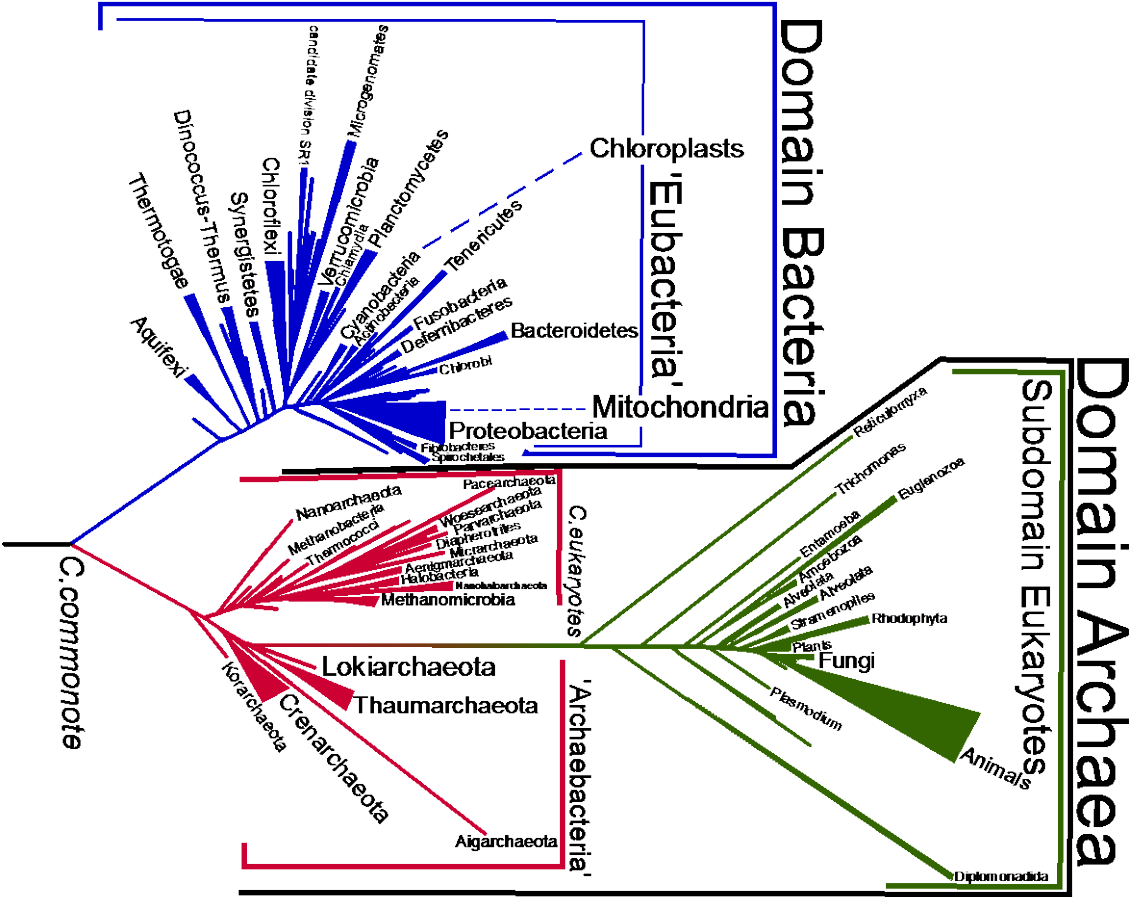 Domain Bacteria
'Eubacteria'
candidate division SR1
Microgenomates
Dinococcus-Thermus
Thermotogae
Synergistetes
Chloroflexi
Verrucomicrobia
Chlamydia
Planctomycetes
Chloroplasts
Cyanobacteria
Actinobacteria
Tenericutes
Fusobacteria
Deferribacteres
Bacteroidetes
Chlorobi
Aquifexi
Mitochondria
Proteobacteria
Fibrobacteres
Spirochetales
Domain Archaea
Subdomain Eukaryotes
Reticulomyxa
Trichomonas
Euglenozoa
Entamoeba
Amoebozoa
Alveolata
Alveolata
Stramenopiles
Rhodophyta
Plants
Fungi
Plasmodium
Animals
Diplomonadida
C.eukaryotes
Pacearchaeota
Nanoarchaeota
Woesearchaeota
Methanobacteria
Parvarchaeota
Thermococci
Diapherotrites
Micrarchaeota
Aenigmarchaeota
Halobacteria
Nanohaloarchaeota
Methanomicrobia
C.commonote
Lokiarchaeota
Korarchaeota
Thaumarchaeota
Crenarchaeota
Aigarchaeota
'Archaebacteria'